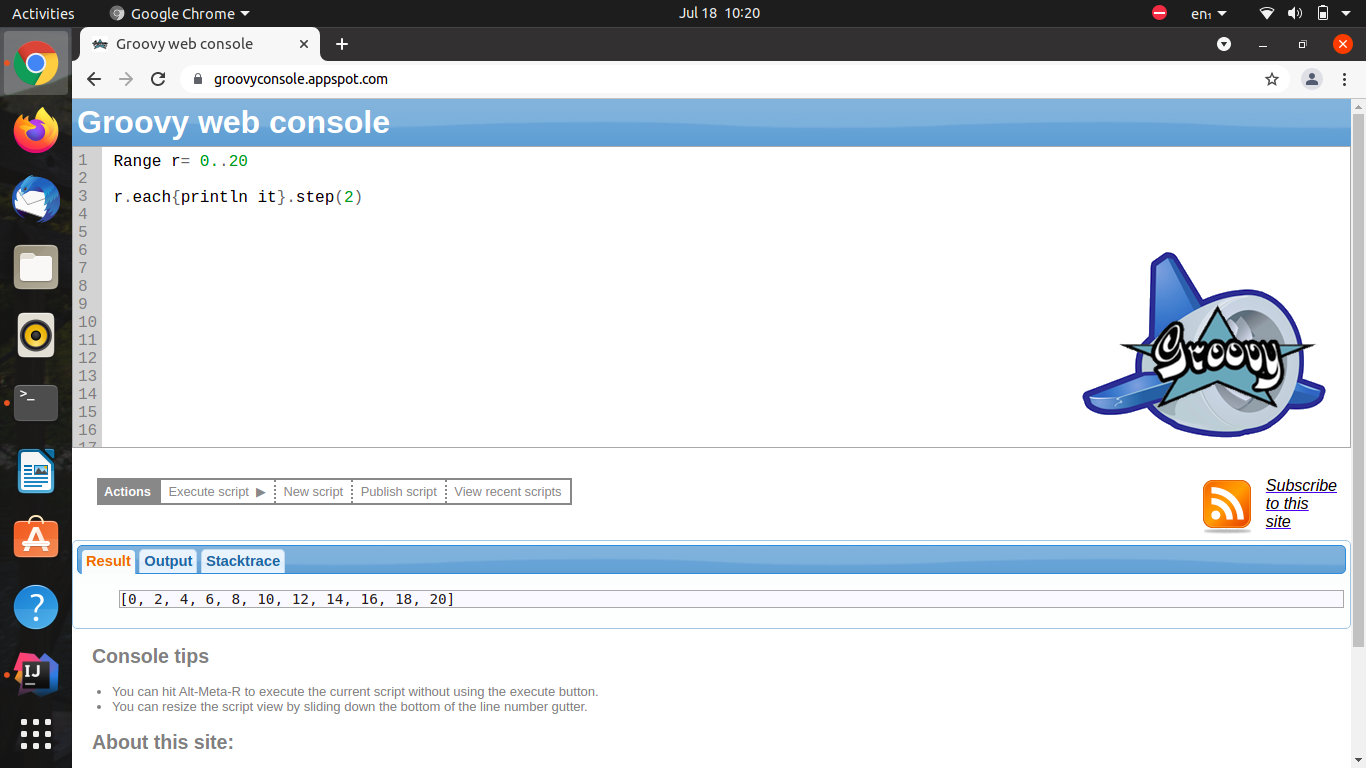 Activities Google Chrome Jul 18 10:20 en₁
Groovy web console
groovyconsole.appspot.com
Groovy web console
1 Range r= 0..20
2
3 r.each{println it}.step(2)
4
5
6
7
8
9
10
11
12
13
14
15
16
17
Groovy
Actions Execute script ▶ New script Publish script View recent scripts
Subscribe
to this
site
Result Output Stacktrace
[0, 2, 4, 6, 8, 10, 12, 14, 16, 18, 20]
Console tips
• You can hit Alt-Meta-R to execute the current script without using the execute button.
• You can resize the script view by sliding down the bottom of the line number gutter.
About this site:
>_
?
IJ